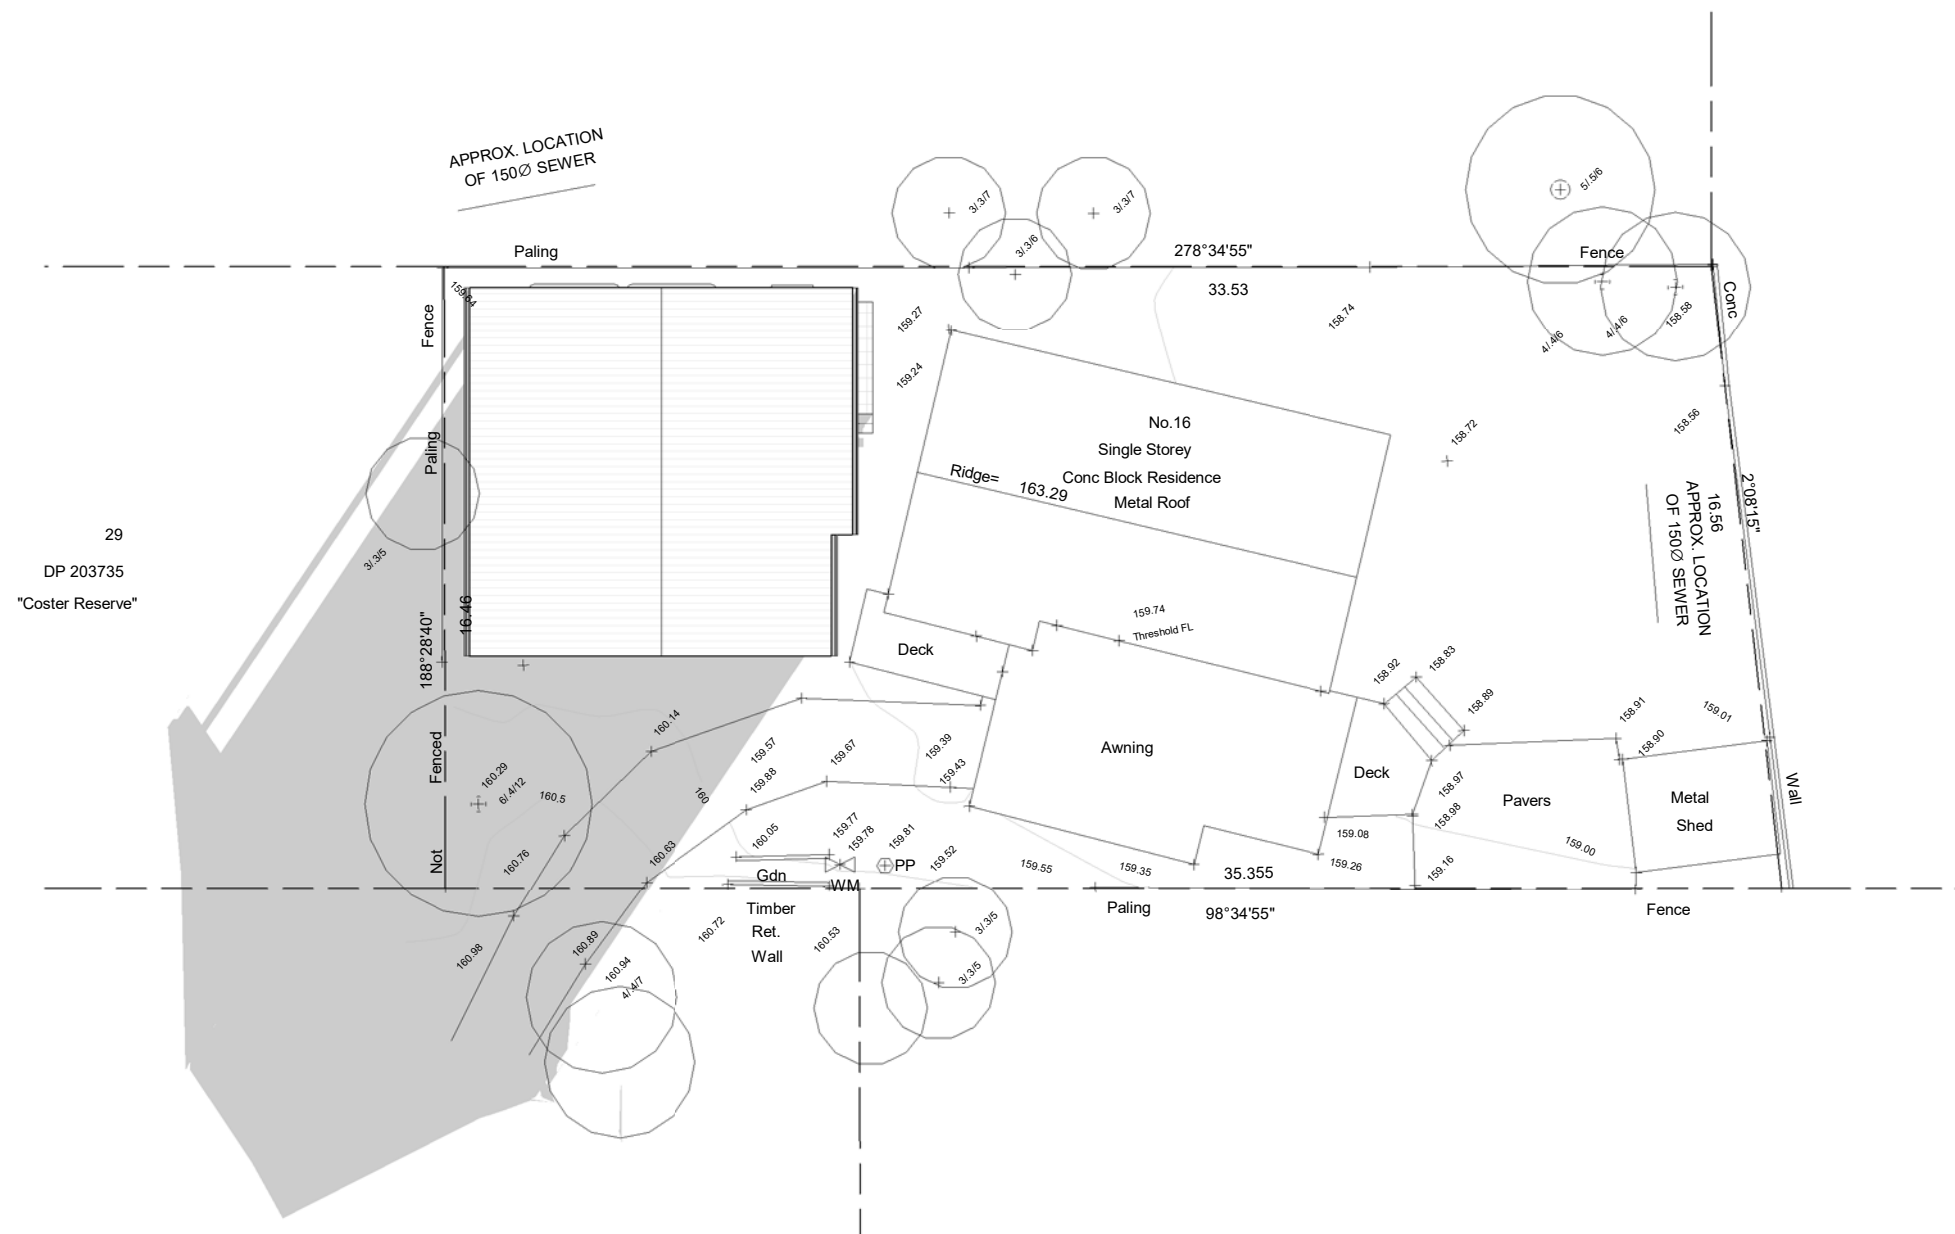 APPROX. LOCATION
OF 150Ø SEWER
Paling
278°34'55"
33.53
Fence
3/.3/7
3/.3/7
3/.3/6
5/.5/6
4/.4/6
4/.4/6
158.58
Conc
159.64
Fence
Paling
159.27
159.24
158.74
158.72
158.56
No.16
Single Storey
Conc Block Residence
Metal Roof
Ridge=
163.29
2°08'15"
16.56
APPROX. LOCATION
OF 150Ø SEWER
29
DP 203735
"Coster Reserve"
3/.3/5
188°28'40"
16.46
159.74
Threshold FL
Deck
158.92
158.83
158.89
158.91
158.90
159.01
160.14
159.57
159.67
159.39
159.43
159.88
Awning
Deck
158.97
158.98
Pavers
Metal
Shed
Wall
Fenced
Not
160.29
6/.4/12
160.5
160
160.76
160.63
160.05
159.77
159.78
159.81
PP
159.52
159.55
159.35
35.355
159.08
159.26
159.16
159.00
Gdn
WM
Timber
Ret.
Wall
160.72
160.53
Paling
98°34'55"
Fence
160.98
160.89
160.94
4/.4/7
3/.3/5
3/.3/5